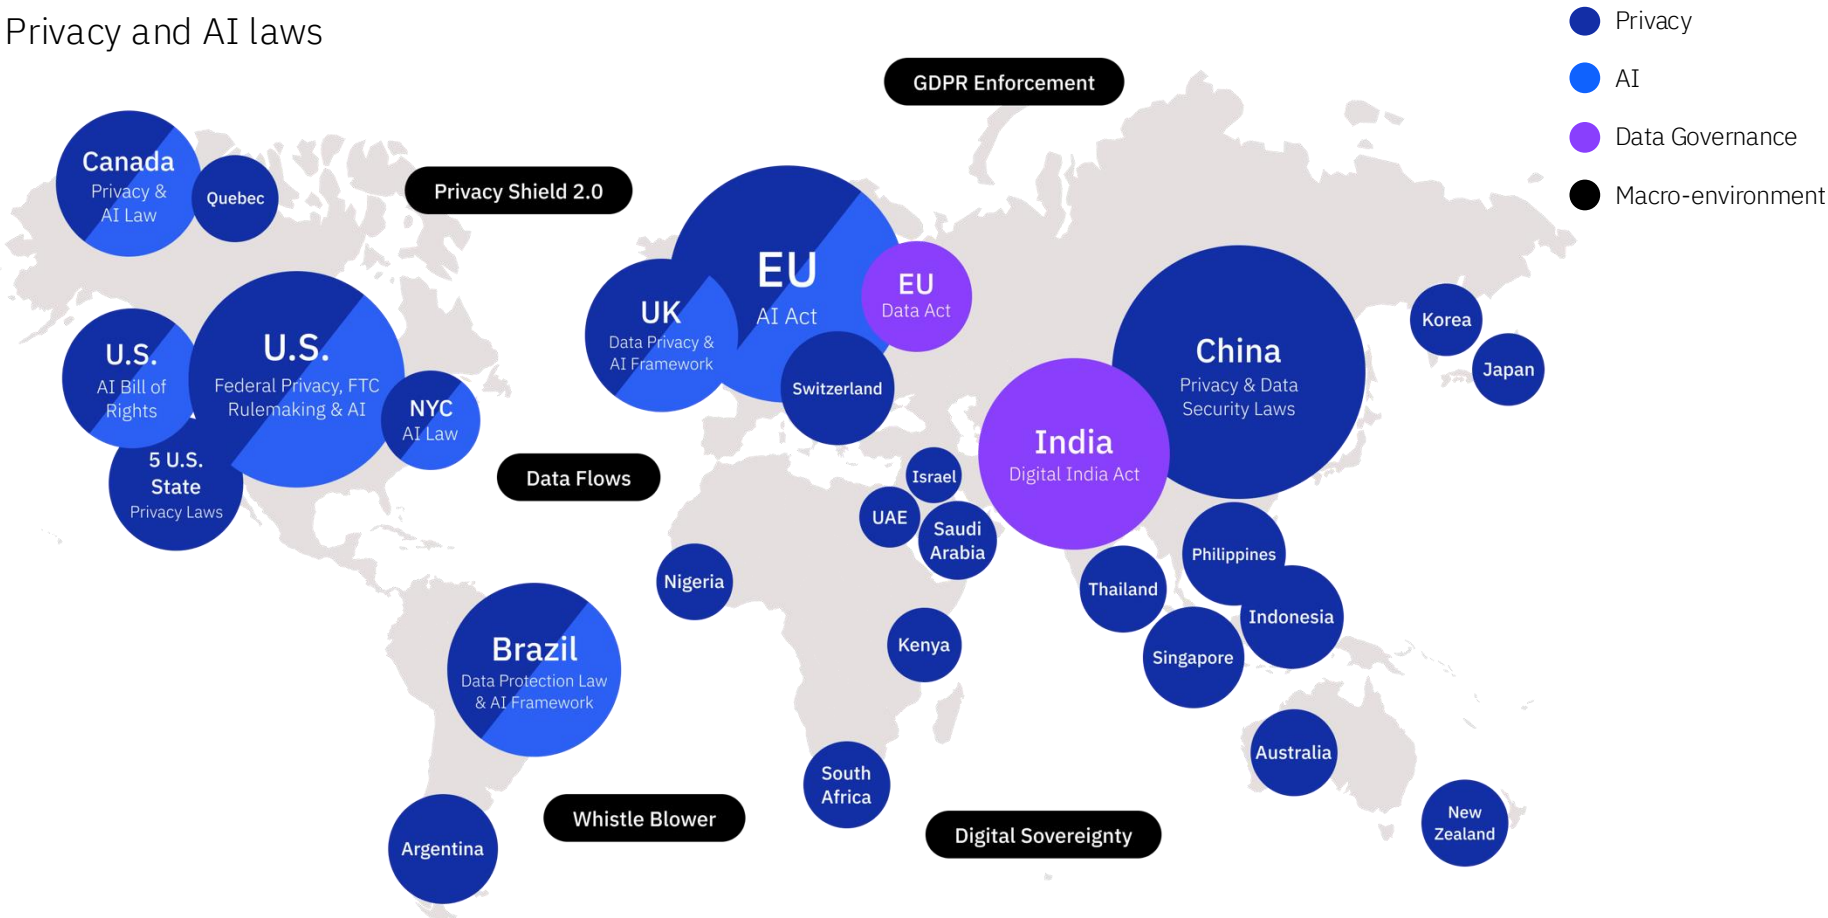 Privacy and AI laws
Privacy
AI
Data Governance
Macro-environment
GDPR Enforcement
Privacy Shield 2.0
Canada
Privacy &
AI Law
Quebec
U.S.
AI Bill of
Rights
U.S.
Federal Privacy, FTC
Rulemaking & AI
NYC
AI Law
5 U.S.
State
Privacy Laws
EU
AI Act
EU
Data Act
UK
Data Privacy &
AI Framework
Switzerland
China
Privacy & Data
Security Laws
Korea
Japan
India
Digital India Act
Data Flows
Israel
UAE
Saudi
Arabia
Nigeria
Kenya
Thailand
Philippines
Indonesia
Singapore
Brazil
Data Protection Law
& AI Framework
South
Africa
Australia
New
Zealand
Argentina
Whistle Blower
Digital Sovereignty